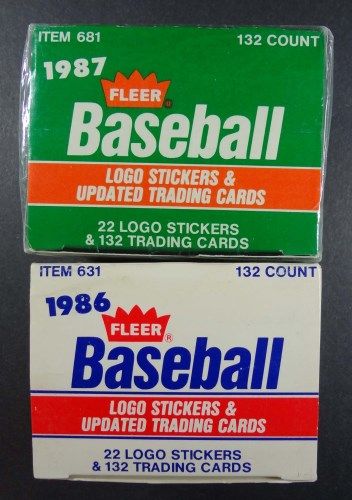 ITEM 681 132 COUNT
1987
FLEER®
Baseball
LOGO STICKERS &
UPDATED TRADING CARDS
22 LOGO STICKERS
& 132 TRADING CARDS
ITEM 631 132 COUNT
1986
FLEER®
Baseball
LOGO STICKERS &
UPDATED TRADING CARDS
22 LOGO STICKERS
& 132 TRADING CARDS